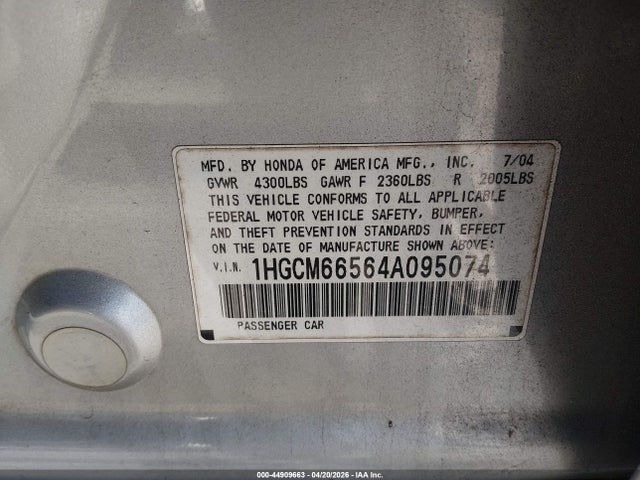 MFD. BY HONDA OF AMERICA MFG., INC. 7/04
GVWR 4300LBS GAWR F 2360LBS R 2005LBS
THIS VEHICLE CONFORMS TO ALL APPLICABLE
FEDERAL MOTOR VEHICLE SAFETY, BUMPER,
AND THEFT PREVENTION STANDARDS IN EFFECT
ON THE DATE OF MANUFACTURE SHOWN ABOVE:
V.I.N. 1HGCM66564A095074
PASSENGER CAR
000-44909663 - 04/20/2026 - IAA Inc.